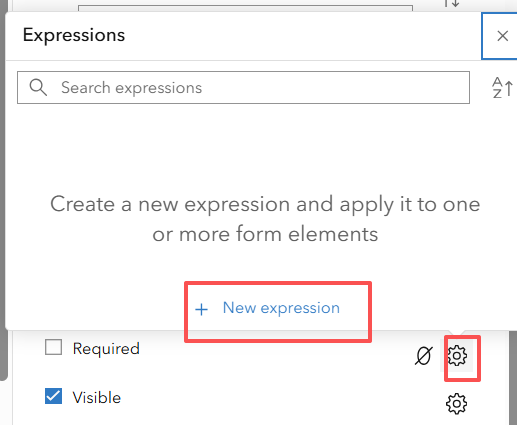 Expressions
Search expressions
Create a new expression and apply it to one
or more form elements
New expression
Required
Visible